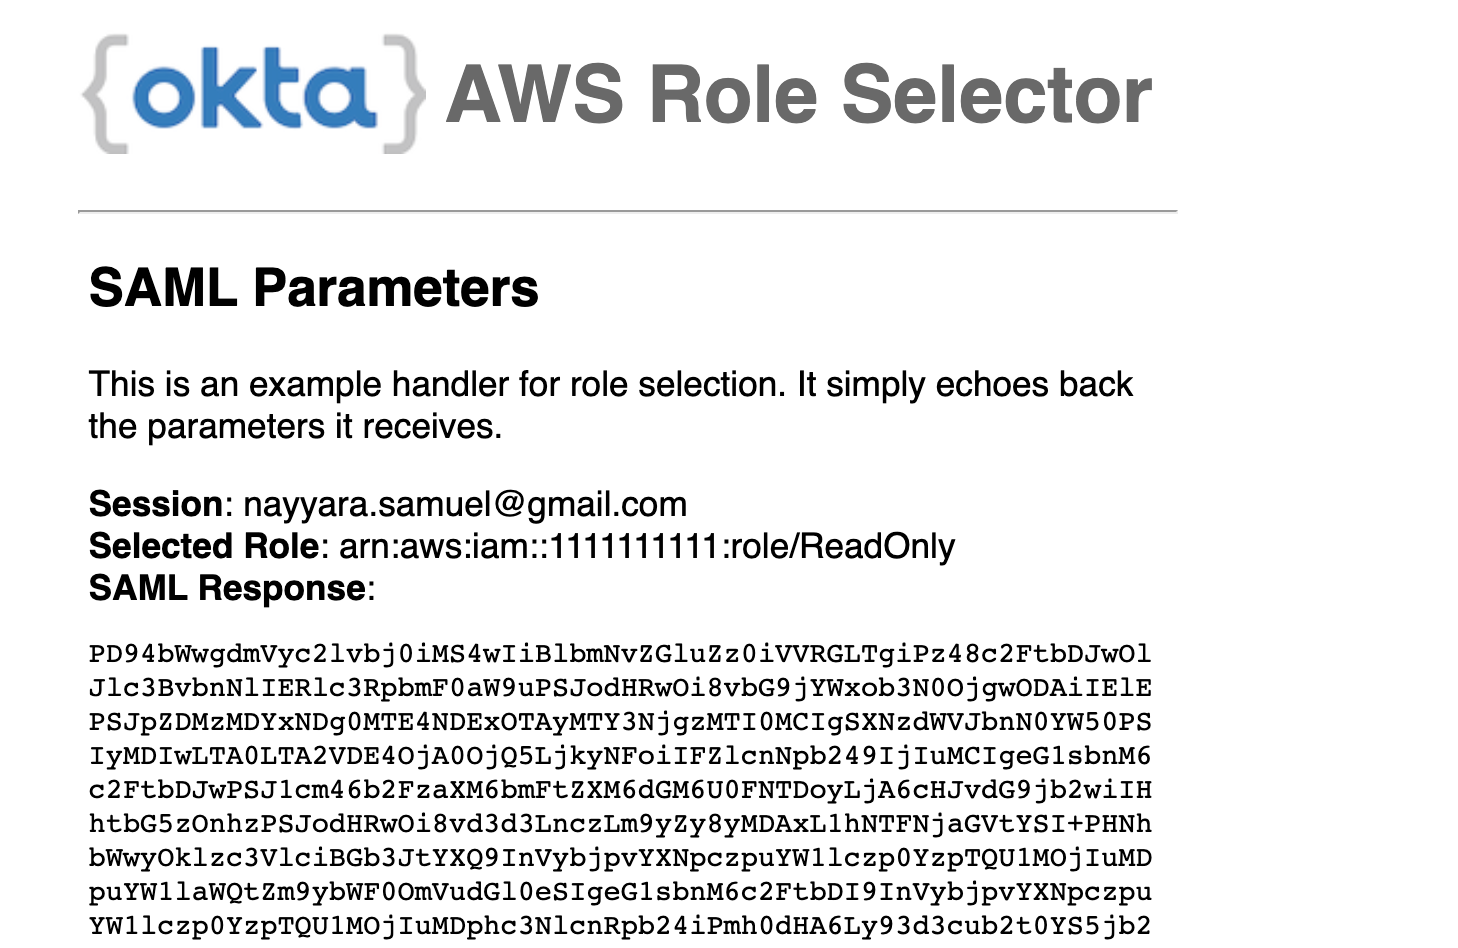 {okta} AWS Role Selector
SAML Parameters
This is an example handler for role selection. It simply echoes back
the parameters it receives.
Session: nayyara.samuel@gmail.com
Selected Role: arn:aws:iam::1111111111:role/ReadOnly
SAML Response:
PD94bWwgdmVyc2lvbj0iMS4wIiBlbmNvZGluZz0iVVRGLTgiPz48c2FtbDJwOl
Jlc3BvbnNlIERlc3RpbmF0aW9uPSJodHRwOi8vbG9jYWxob3N0OjgwODAiIElE
PSJpZDMzMDYxNDg0MTE4NDExOTAyMTY3NjgzMTI0MCIgSXNzdWVJbnN0YW50PS
IyMDIwLTA0LTA2VDE4OjA0OjQ5LjkyNFoiIFZlcnNpb249IjIuMCIgeG1sbnM6
c2FtbDJwPSJ1cm46b2FzaXM6bmFtZXM6dGM6U0FNTDoyLjA6cHJvdG9jb2wiIH
htbG5zOnhzPSJodHRwOi8vd3d3LnczLm9yZy8yMDAxL1hNTFNjaGVtYSI+PHNh
bWwyOklzc3VlciBGb3JtYXQ9InVybjpvYXNpczpuYW1lczp0YzpTQU1MOjIuMD
puYW1laWQtZm9ybWF0OmVudGl0eSIgeG1sbnM6c2FtbDI9InVybjpvYXNpczpu
YW1lczp0YzpTQU1MOjIuMDphc3NlcnRpb24iPmh0dHA6Ly93d3cub2t0YS5jb2